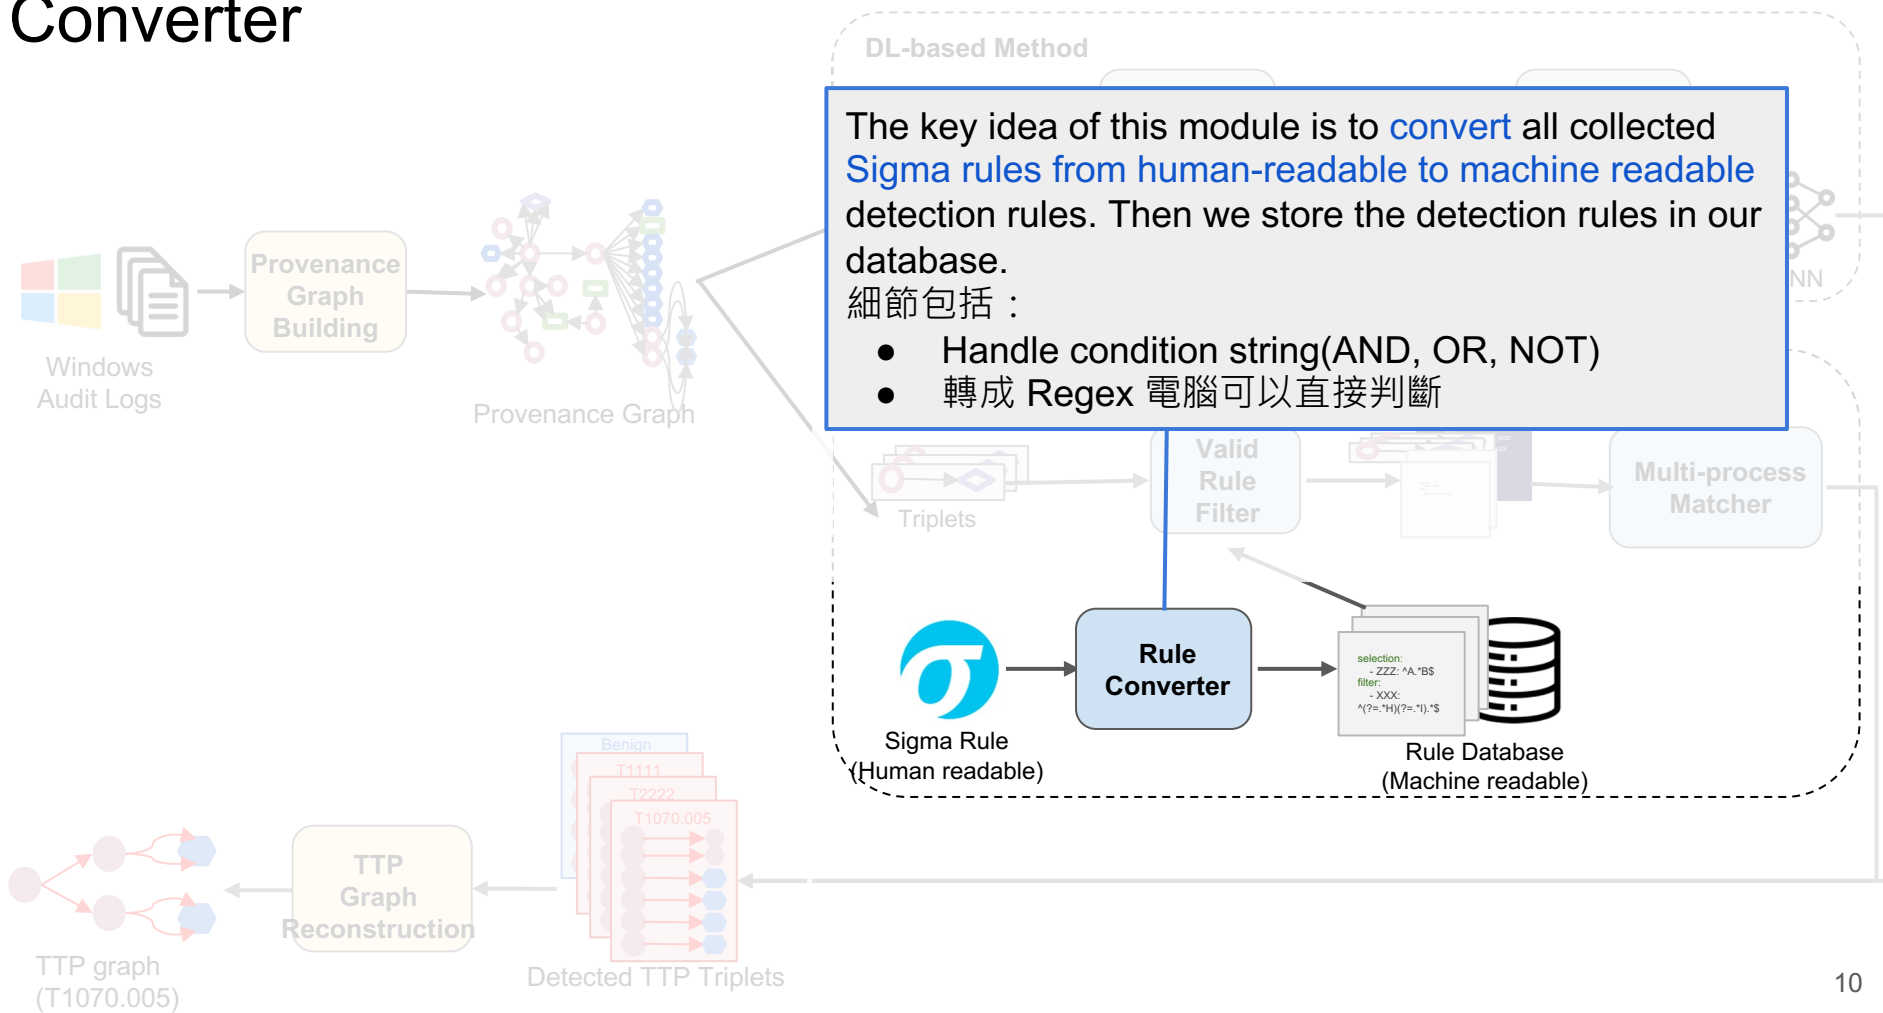 Converter
DL-based Method
The key idea of this module is to convert all collected
Sigma rules from human-readable to machine readable
detection rules. Then we store the detection rules in our
database.
細節包括：
● Handle condition string(AND, OR, NOT)
● 轉成 Regex 電腦可以直接判斷
NN
Provenance
Graph
Building
Windows
Audit Logs
Provenance Graph
Triplets
Valid
Rule
Filter
Multi-process
Matcher
Rule
Converter
selection:
- ZZZ: ^A.*B$
filter:
- XXX:
^(?=.*H)(?=.*I).*$
Sigma Rule
(Human readable)
Rule Database
(Machine readable)
Benign
T1111
T2222
T1070.005
TTP
Graph
Reconstruction
TTP graph
(T1070.005)
Detected TTP Triplets
10